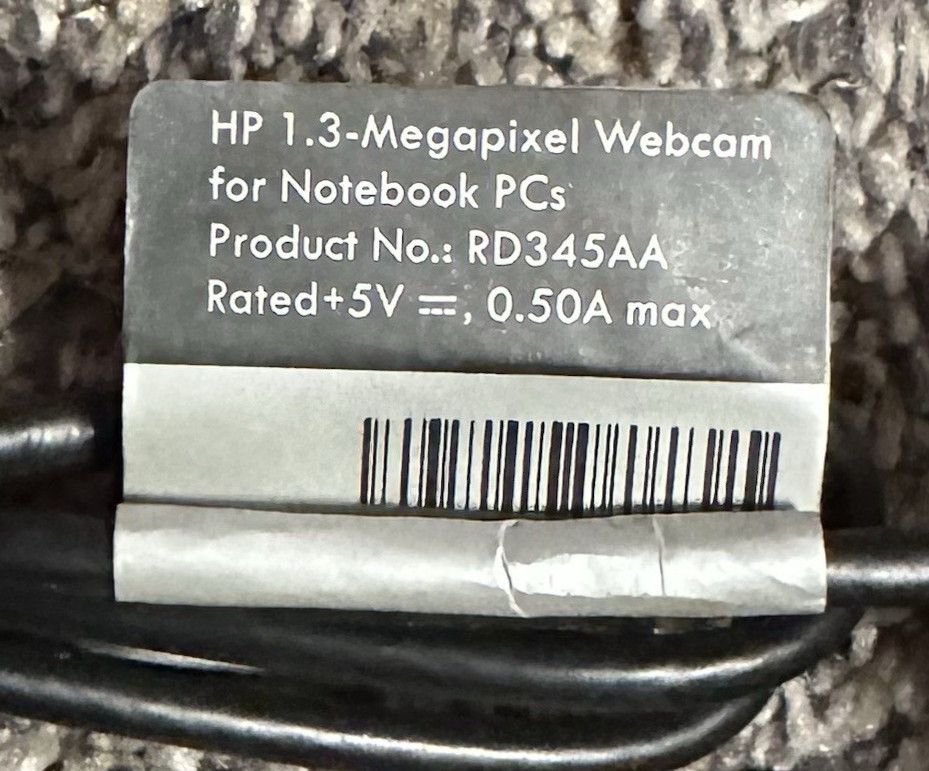 HP 1.3-Megapixel Webcam
for Notebook PCs
Product No.: RD345AA
Rated+5V ⎓, 0.50A max